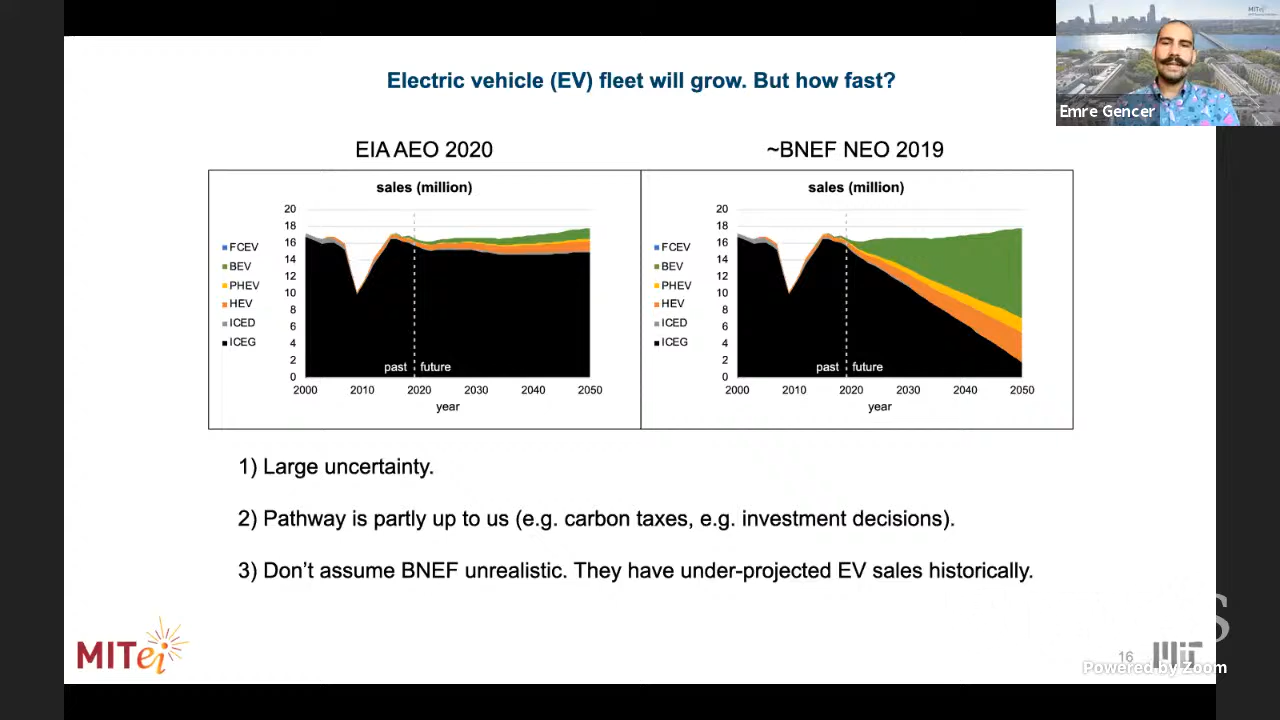 MITei
Electric vehicle (EV) fleet will grow. But how fast?
Emre Gencer
EIA AEO 2020
~BNEF NEO 2019
sales (million)
20
18
16
14
12
10
8
6
4
2
0
FCEV
BEV
PHEV
HEV
ICED
ICEG
past
future
2000 2010 2020 2030 2040 2050
year
sales (million)
20
18
16
14
12
10
8
6
4
2
0
FCEV
BEV
PHEV
HEV
ICED
ICEG
past
future
2000 2010 2020 2030 2040 2050
year
1) Large uncertainty.
2) Pathway is partly up to us (e.g. carbon taxes, e.g. investment decisions).
3) Don't assume BNEF unrealistic. They have under-projected EV sales historically.
MITei
16
MIT
Powered by Zoom